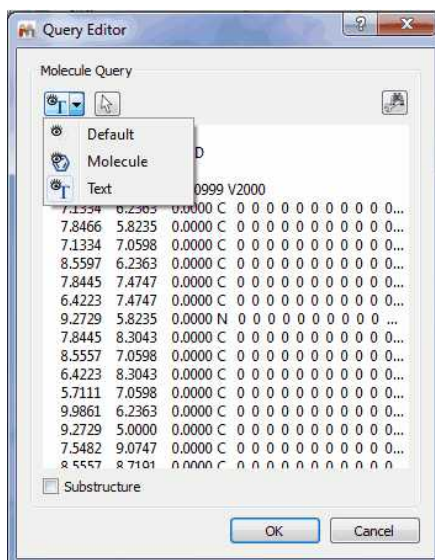 Query Editor
Molecule Query
Default
Molecule
D
Text
0999 V2000
7.1334 6.2363 0.0000 C 0 0 0 0 0 0 0 0 0 0 0...
7.8466 5.8235 0.0000 C 0 0 0 0 0 0 0 0 0 0 0...
7.1334 7.0598 0.0000 C 0 0 0 0 0 0 0 0 0 0 0...
8.5597 6.2363 0.0000 C 0 0 0 0 0 0 0 0 0 0 0...
7.8445 7.4747 0.0000 C 0 0 0 0 0 0 0 0 0 0 0...
6.4223 7.4747 0.0000 C 0 0 0 0 0 0 0 0 0 0 0...
9.2729 5.8235 0.0000 N 0 0 0 0 0 0 0 0 0 0 ...
7.8445 8.3043 0.0000 C 0 0 0 0 0 0 0 0 0 0 0...
8.5557 7.0598 0.0000 C 0 0 0 0 0 0 0 0 0 0 0...
6.4223 8.3043 0.0000 C 0 0 0 0 0 0 0 0 0 0 0...
5.7111 7.0598 0.0000 C 0 0 0 0 0 0 0 0 0 0 0...
9.9861 6.2363 0.0000 C 0 0 0 0 0 0 0 0 0 0 0...
9.2729 5.0000 0.0000 C 0 0 0 0 0 0 0 0 0 0 0...
7.5482 9.0747 0.0000 C 0 0 0 0 0 0 0 0 0 0 0...
8.5557 8.7191 0.0000 C 0 0 0 0 0 0 0 0 0 0 0
Substructure
OK Cancel